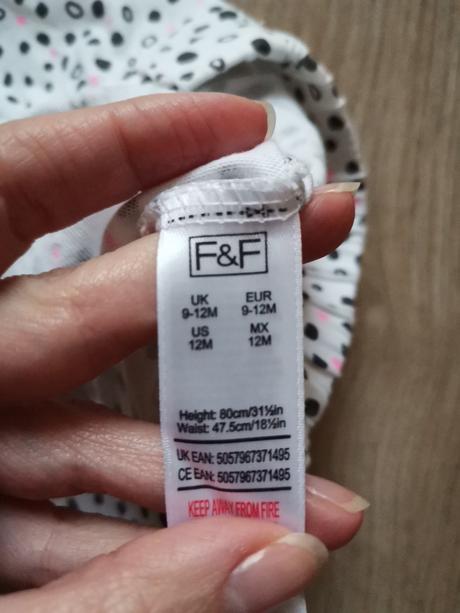 F&F
UK EUR
9-12M 9-12M
US MX
12M 12M
Height: 80cm/31½in
Waist: 47.5cm/18½in
UK EAN: 5057967371495
CE EAN: 5057967371495
KEEP AWAY FROM FIRE